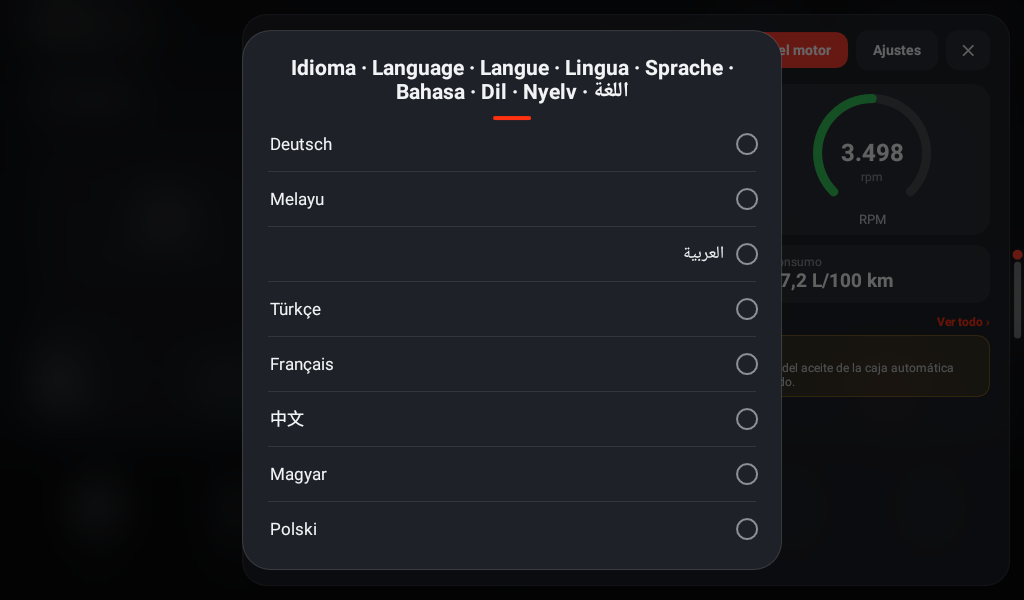 Idioma · Language · Langue · Lingua · Sprache ·
Bahasa · Dil · Nyelv · اللغة
Deutsch
Melayu
العربية
Türkçe
Français
中文
Magyar
Polski
el motor
Ajustes
3.498
rpm
RPM
onsumo
7,2 L/100 km
Ver todo ›
del aceite de la caja automática
do.